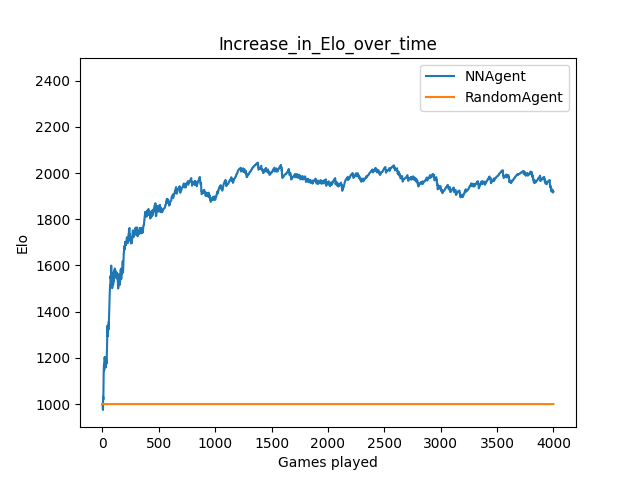 Increase_in_Elo_over_time
NNAgent
RandomAgent
2400
2200
2000
1800
1600
1400
1200
1000
Elo
0 500 1000 1500 2000 2500 3000 3500 4000
Games played